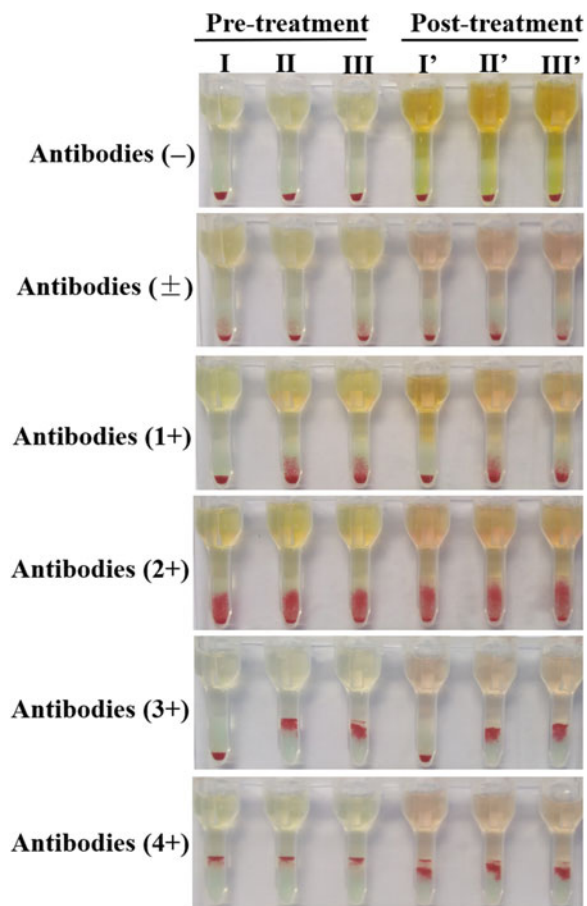 Pre-treatment Post-treatment
I II III I’ II’ III’
Antibodies (–)
Antibodies (±)
Antibodies (1+)
Antibodies (2+)
Antibodies (3+)
Antibodies (4+)